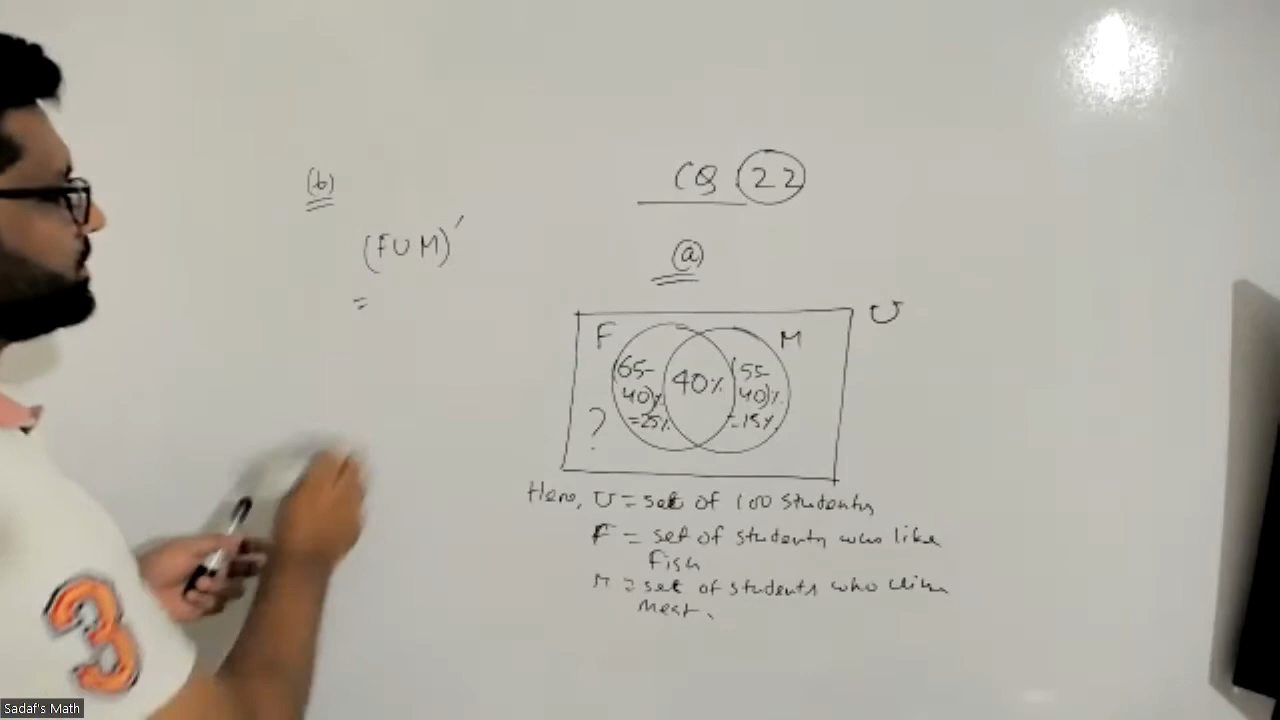 CQ 22
(a)
U
F
M
(65-
40)%
=25%
40%
(55-
40)%
=15%
?
Here, U = set of 100 students
F = set of students who like
Fish
M = set of students who like
Meat.
(b)
(F∪M)′
=
3
Sadaf's Math